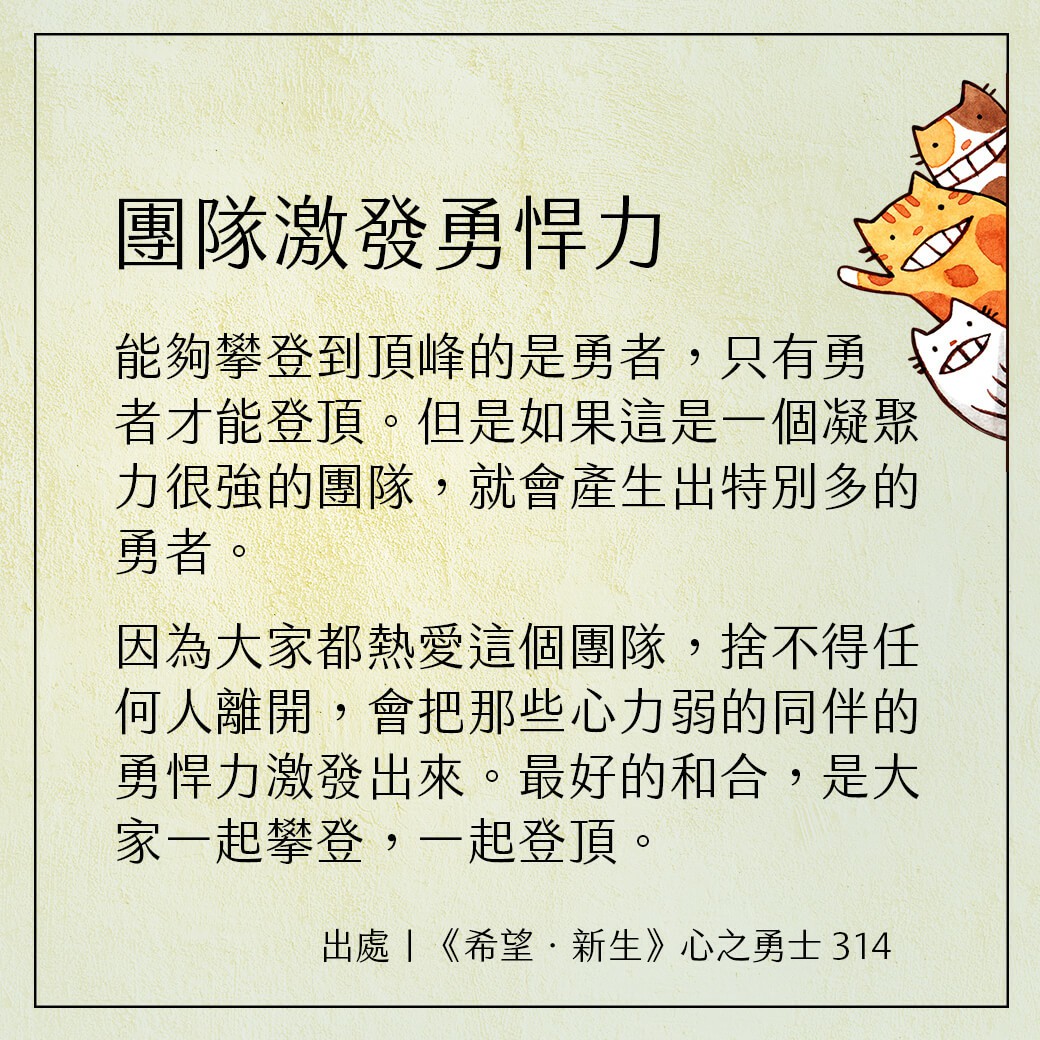 團隊激發勇悍力
能夠攀登到頂峰的是勇者，只有勇
者才能登頂。但是如果這是一個凝聚
力很強的團隊，就會產生出特別多的
勇者。
因為大家都熱愛這個團隊，捨不得任
何人離開，會把那些心力弱的同伴的
勇悍力激發出來。最好的和合，是大
家一起攀登，一起登頂。
出處｜《希望．新生》心之勇士 314